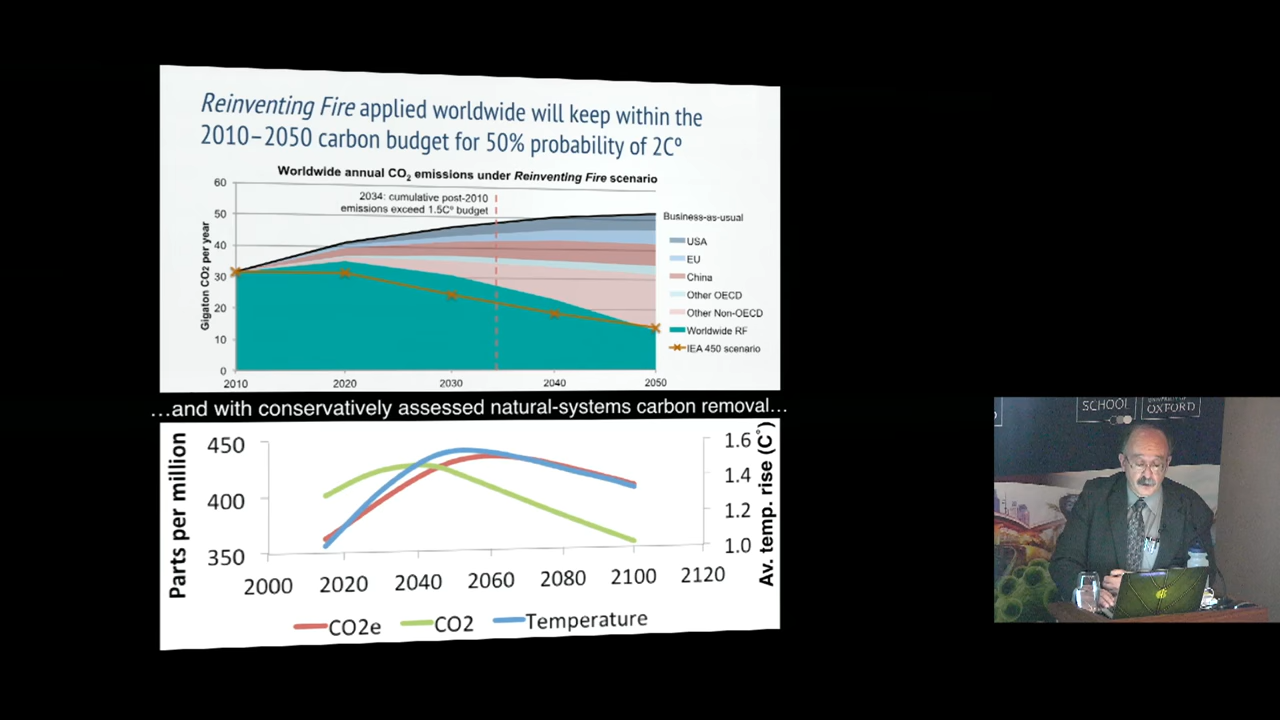 Reinventing Fire applied worldwide will keep within the
2010–2050 carbon budget for 50% probability of 2Cº
Worldwide annual CO2 emissions under Reinventing Fire scenario
2034: cumulative post-2010
emissions exceed 1.5Cº budget
Gigaton CO2 per year
60
50
40
30
20
10
0
2010
2020
2030
2040
2050
Business-as-usual
USA
EU
China
Other OECD
Other Non-OECD
Worldwide RF
IEA 450 scenario
…and with conservatively assessed natural-systems carbon removal…
Parts per million
450
400
350
1.6
1.4
1.2
1.0
Av. temp. rise (C°)
2000 2020 2040 2060 2080 2100 2120
CO2e CO2 Temperature
SCHOOL
OXFORD